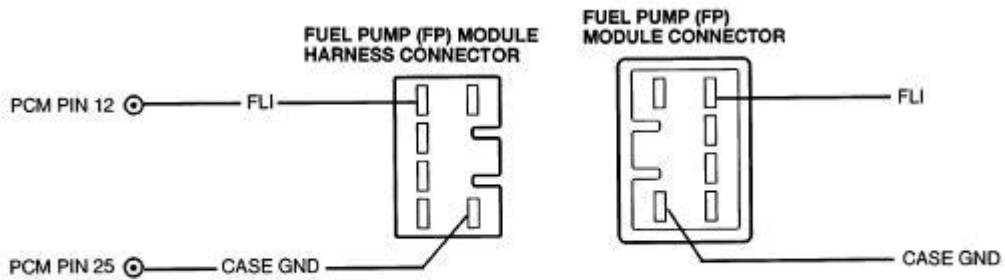 FUEL PUMP (FP) MODULE
HARNESS CONNECTOR
FUEL PUMP (FP)
MODULE CONNECTOR
PCM PIN 12
FLI
FLI
PCM PIN 25
CASE GND
CASE GND